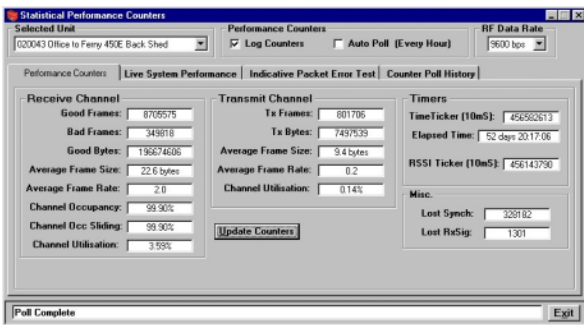 Statistical Performance Counters
Selected Unit
020043 Office to Ferny 450E Back Shed
Performance Counters
Log Counters
Auto Poll (Every Hour)
RF Data Rate
9600 bps
Performance Counters
Live System Performance
Indicative Packet Error Test
Counter Poll History
Receive Channel
Good Frames: 8705575
Bad Frames: 349818
Good Bytes: 196674606
Average Frame Size: 22.6 bytes
Average Frame Rate: 2.0
Channel Occupancy: 99.90%
Channel Occ Sliding: 99.90%
Channel Utilisation: 3.59%
Transmit Channel
Tx Frames: 801706
Tx Bytes: 7497539
Average Frame Size: 9.4 bytes
Average Frame Rate: 0.2
Channel Utilisation: 0.14%
Update Counters
Timers
TimeTicker (10mS): 456582613
Elapsed Time: 52 days 20:17:06
RSSI Ticker (10mS): 456143790
Misc.
Lost Synch: 328182
Lost RxSig: 1301
Poll Complete
Exit